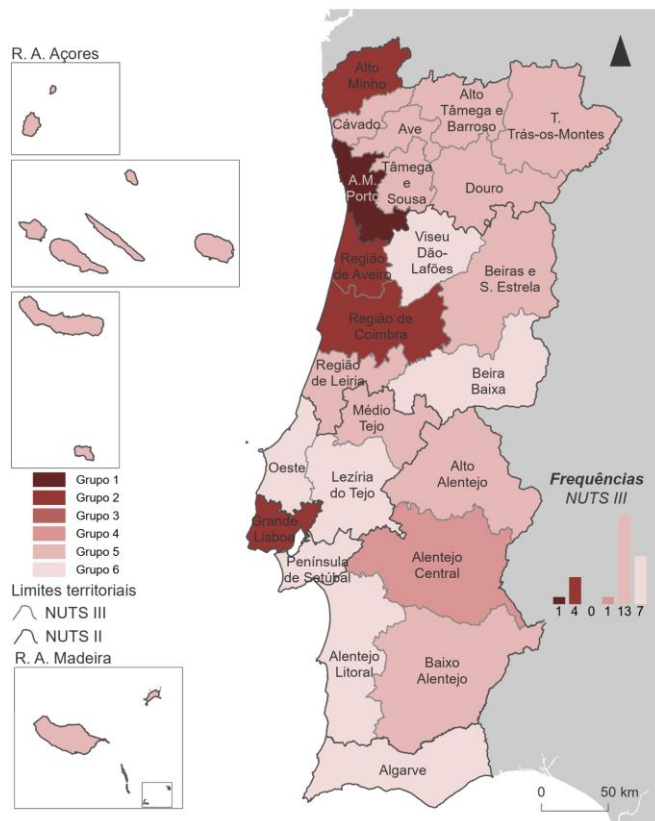 R. A. Açores
Alto
Minho
Alto
Tâmega e
Barroso
T.
Trás-os-Montes
Cávado
Ave
A.M.
Porto
Tâmega
e
Sousa
Douro
Viseu
Dão-
Lafões
Região
de Aveiro
Beiras e
S. Estrela
Região de
Coimbra
Região
de Leiria
Beira
Baixa
Médio
Tejo
Oeste
Lezíria
do Tejo
Alto
Alentejo
Grande
Lisboa
Península
de Setúbal
Alentejo
Central
Alentejo
Litoral
Baixo
Alentejo
Algarve
Grupo 1
Grupo 2
Grupo 3
Grupo 4
Grupo 5
Grupo 6
Limites territoriais
NUTS III
NUTS II
R. A. Madeira
Frequências
NUTS III
1 4 0 1 13 7
0 50 km